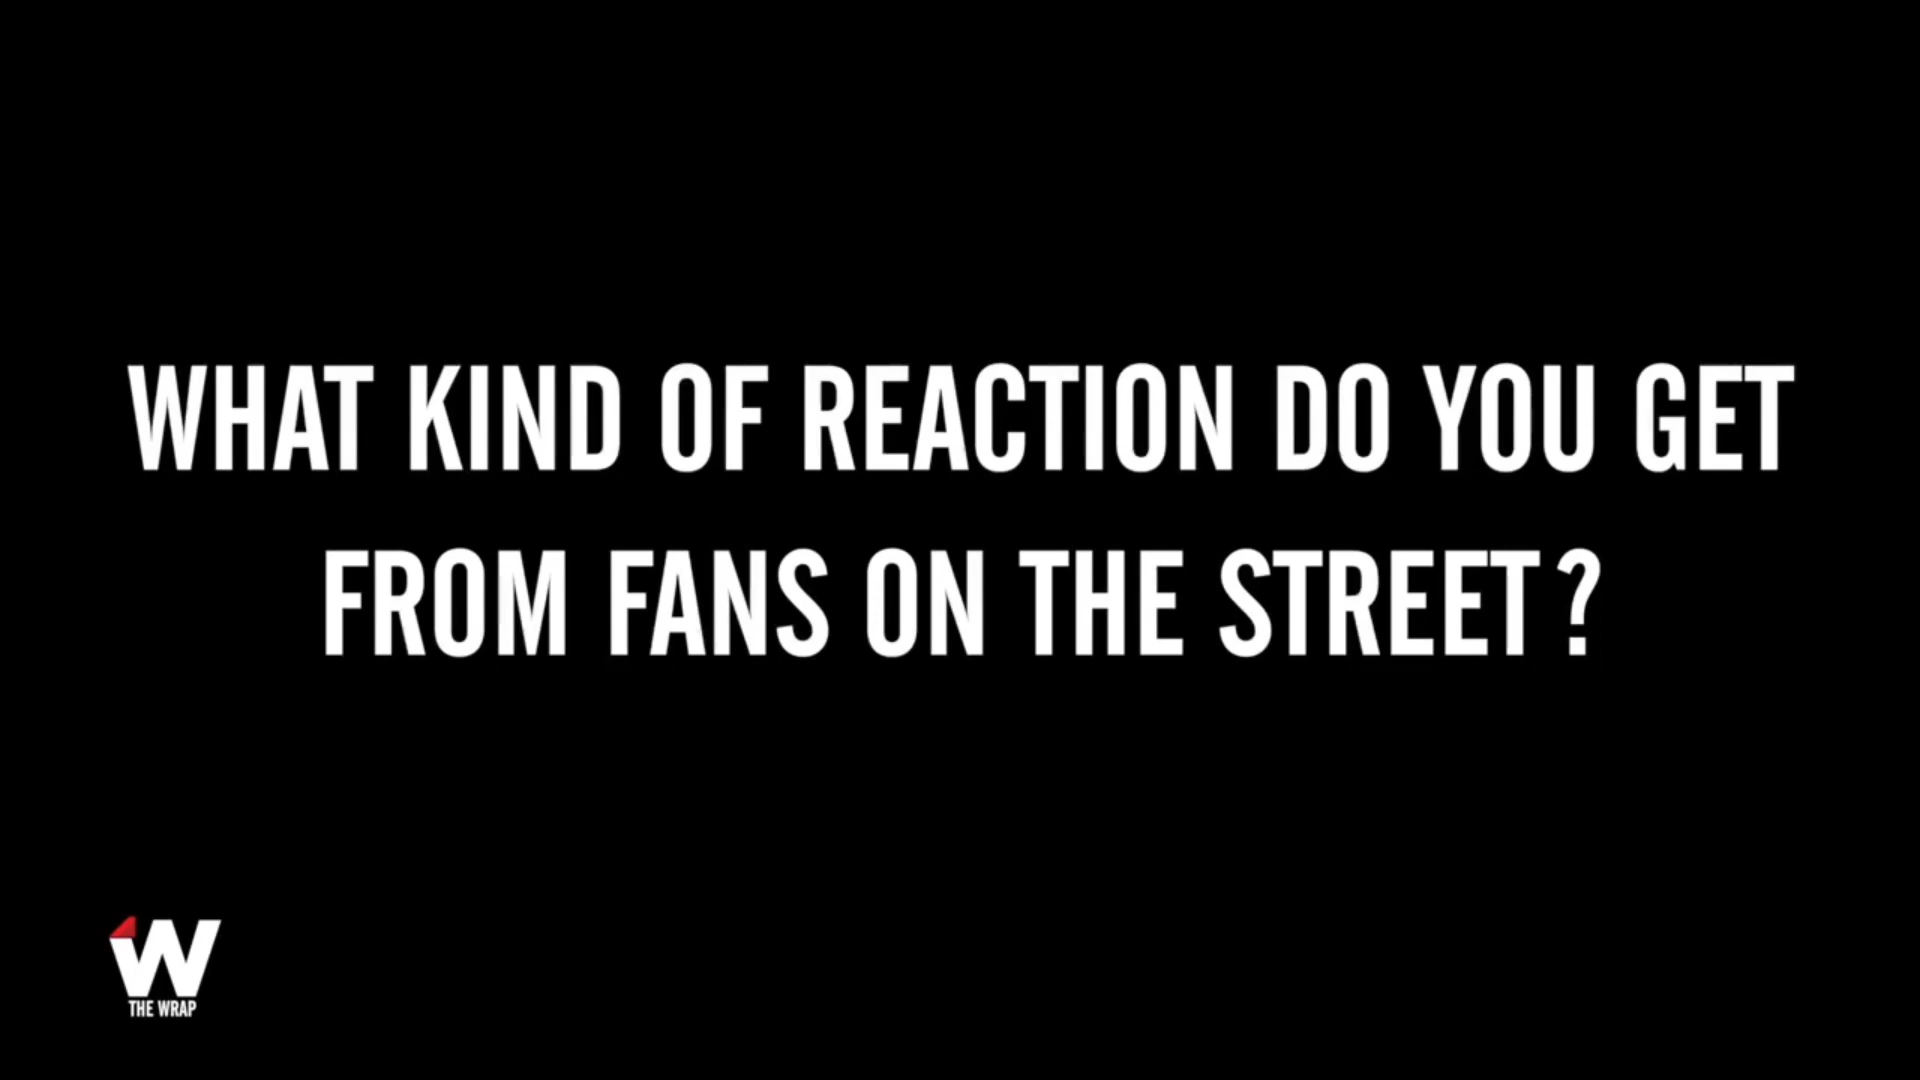 WHAT KIND OF REACTION DO YOU GET
FROM FANS ON THE STREET?
W
THE WRAP